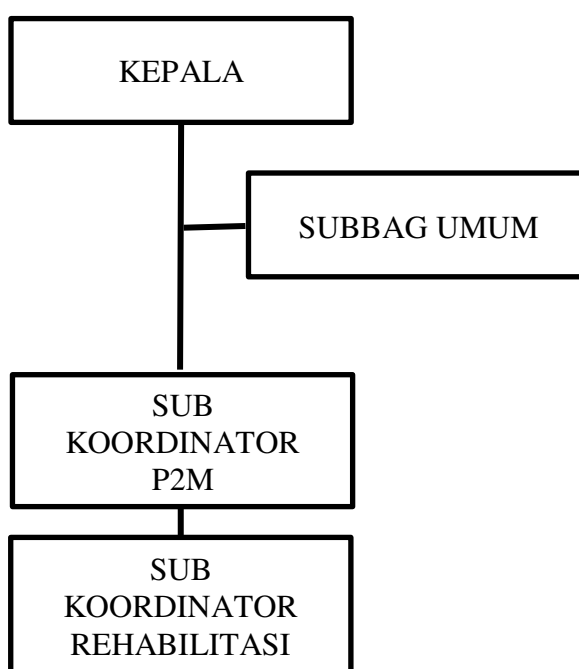 KEPALA
SUBBAG UMUM
SUB
KOORDINATOR
P2M
SUB
KOORDINATOR
REHABILITASI